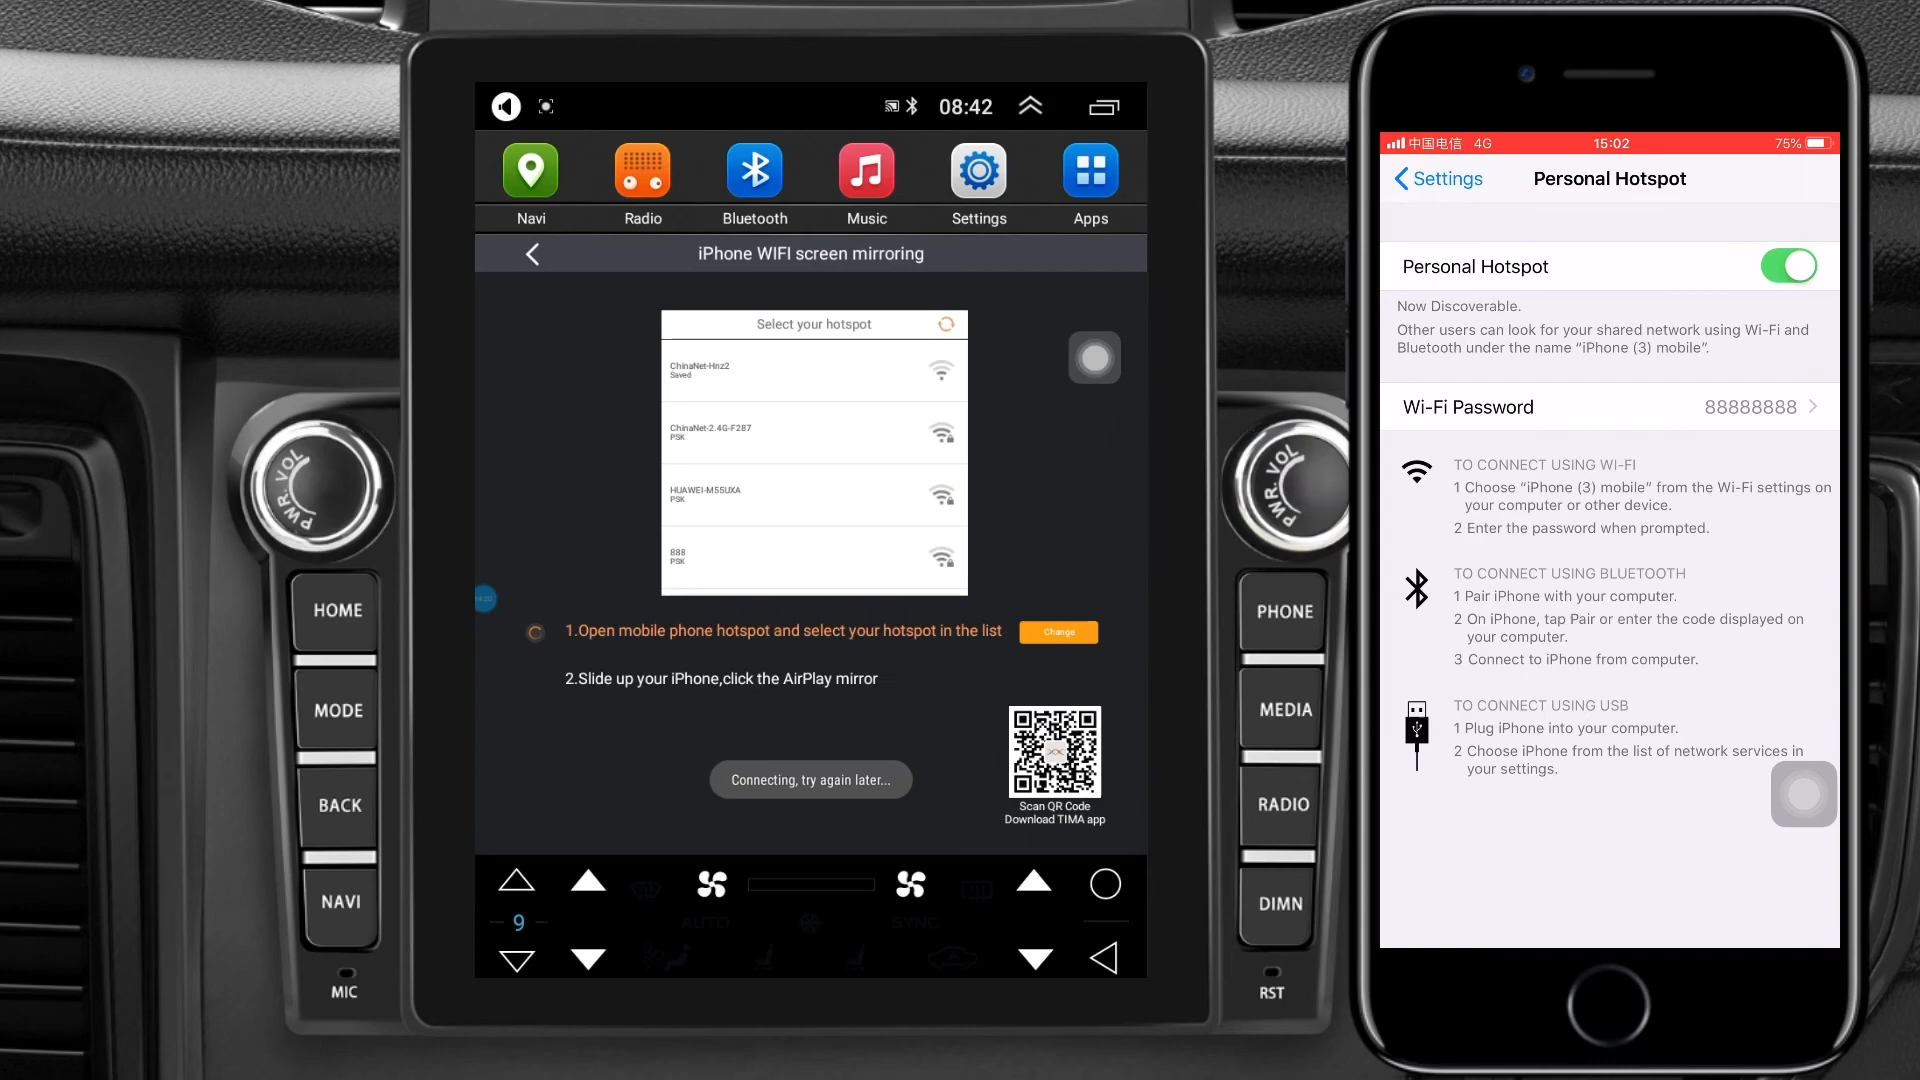 08:42
Navi
Radio
Bluetooth
Music
Settings
Apps
iPhone WIFI screen mirroring
Select your hotspot
ChinaNet-Hnz2
Saved
ChinaNet-2.4G-F287
PSK
HUAWEI-M55UXA
PSK
888
PSK
1.Open mobile phone hotspot and select your hotspot in the list
Change
2.Slide up your iPhone,click the AirPlay mirror
Connecting, try again later...
Scan QR Code
Download TIMA app
9
AUTO
SYNC
PWR. VOL
HOME
MODE
BACK
NAVI
MIC
PWR. VOL
PHONE
MEDIA
RADIO
DIMN
RST
中国电信 4G
15:02
75%
Settings
Personal Hotspot
Personal Hotspot
Now Discoverable.
Other users can look for your shared network using Wi-Fi and
Bluetooth under the name “iPhone (3) mobile”.
Wi-Fi Password
88888888
TO CONNECT USING WI-FI
1 Choose “iPhone (3) mobile” from the Wi-Fi settings on
your computer or other device.
2 Enter the password when prompted.
TO CONNECT USING BLUETOOTH
1 Pair iPhone with your computer.
2 On iPhone, tap Pair or enter the code displayed on
your computer.
3 Connect to iPhone from computer.
TO CONNECT USING USB
1 Plug iPhone into your computer.
2 Choose iPhone from the list of network services in
your settings.